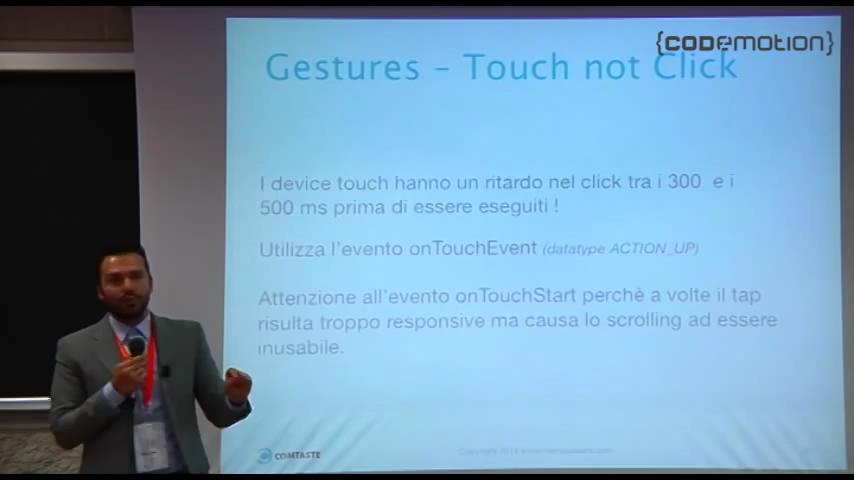 {CODEMOTION}
Gestures - Touch not Click
I device touch hanno un ritardo nel click tra i 300 e i
500 ms prima di essere eseguiti !
Utilizza l'evento onTouchEvent (datatype ACTION_UP)
Attenzione all'evento onTouchStart perchè a volte il tap
risulta troppo responsive ma causa lo scrolling ad essere
inusabile.
COMTASTE